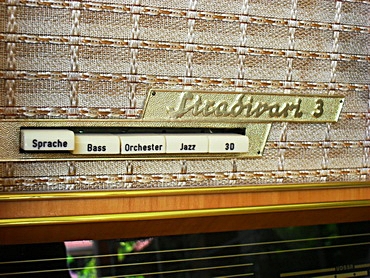 Stradivari 3
Sprache Bass Orchester Jazz 3D